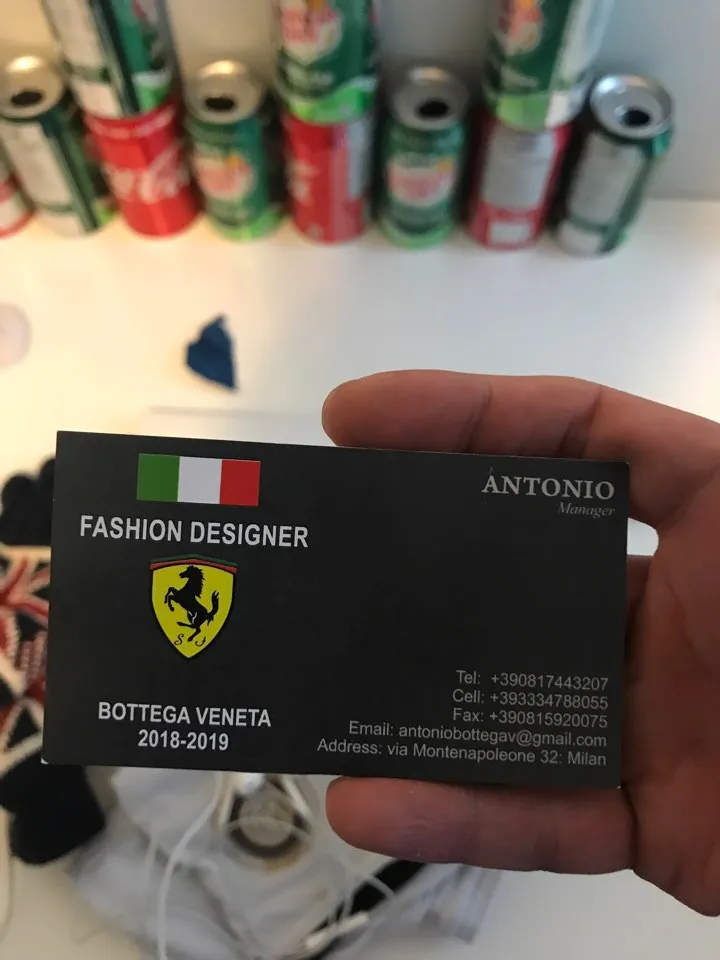 FASHION DESIGNER
S F
BOTTEGA VENETA
2018-2019
ANTONIO
Manager
Tel: +390817443207
Cell: +393334788055
Fax: +390815920075
Email: antoniobottegav@gmail.com
Address: via Montenapoleone 32: Milan